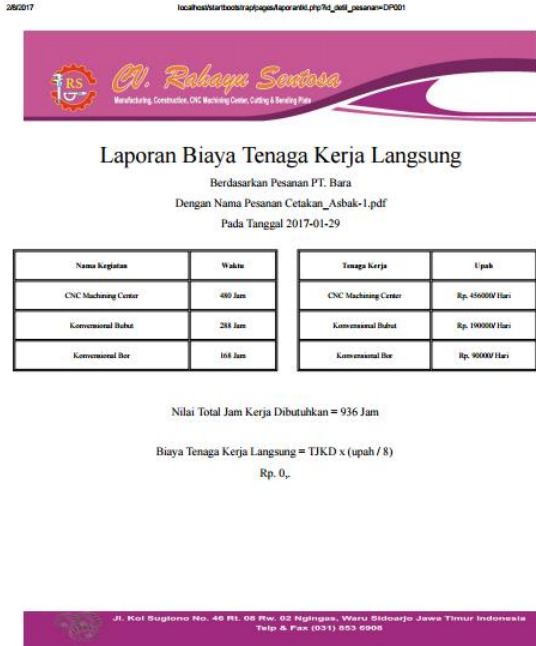 2/8/2017
localhost/startbootstrap/pages/laporantkl.php?id_detil_pesanan=DP001
RS
CV. Rahayu Sentosa
Manufacturing, Construction, CNC Machining Center, Cutting & Bending Plate
Laporan Biaya Tenaga Kerja Langsung
Berdasarkan Pesanan PT. Bara
Dengan Nama Pesanan Cetakan_Asbak-1.pdf
Pada Tanggal 2017-01-29
Nama Kegiatan Waktu
CNC Machining Center 480 Jam
Konvensional Bubut 288 Jam
Konvensional Bor 168 Jam
Tenaga Kerja Upah
CNC Machining Center Rp. 456000/ Hari
Konvensional Bubut Rp. 190000/ Hari
Konvensional Bor Rp. 90000/ Hari
Nilai Total Jam Kerja Dibutuhkan = 936 Jam
Biaya Tenaga Kerja Langsung = TJKD x (upah / 8)
Rp. 0,.
Jl. Kol Sugiono No. 46 Rt. 08 Rw. 02 Ngingas, Waru Sidoarjo Jawa Timur Indonesia
Telp & Fax (031) 853 6908